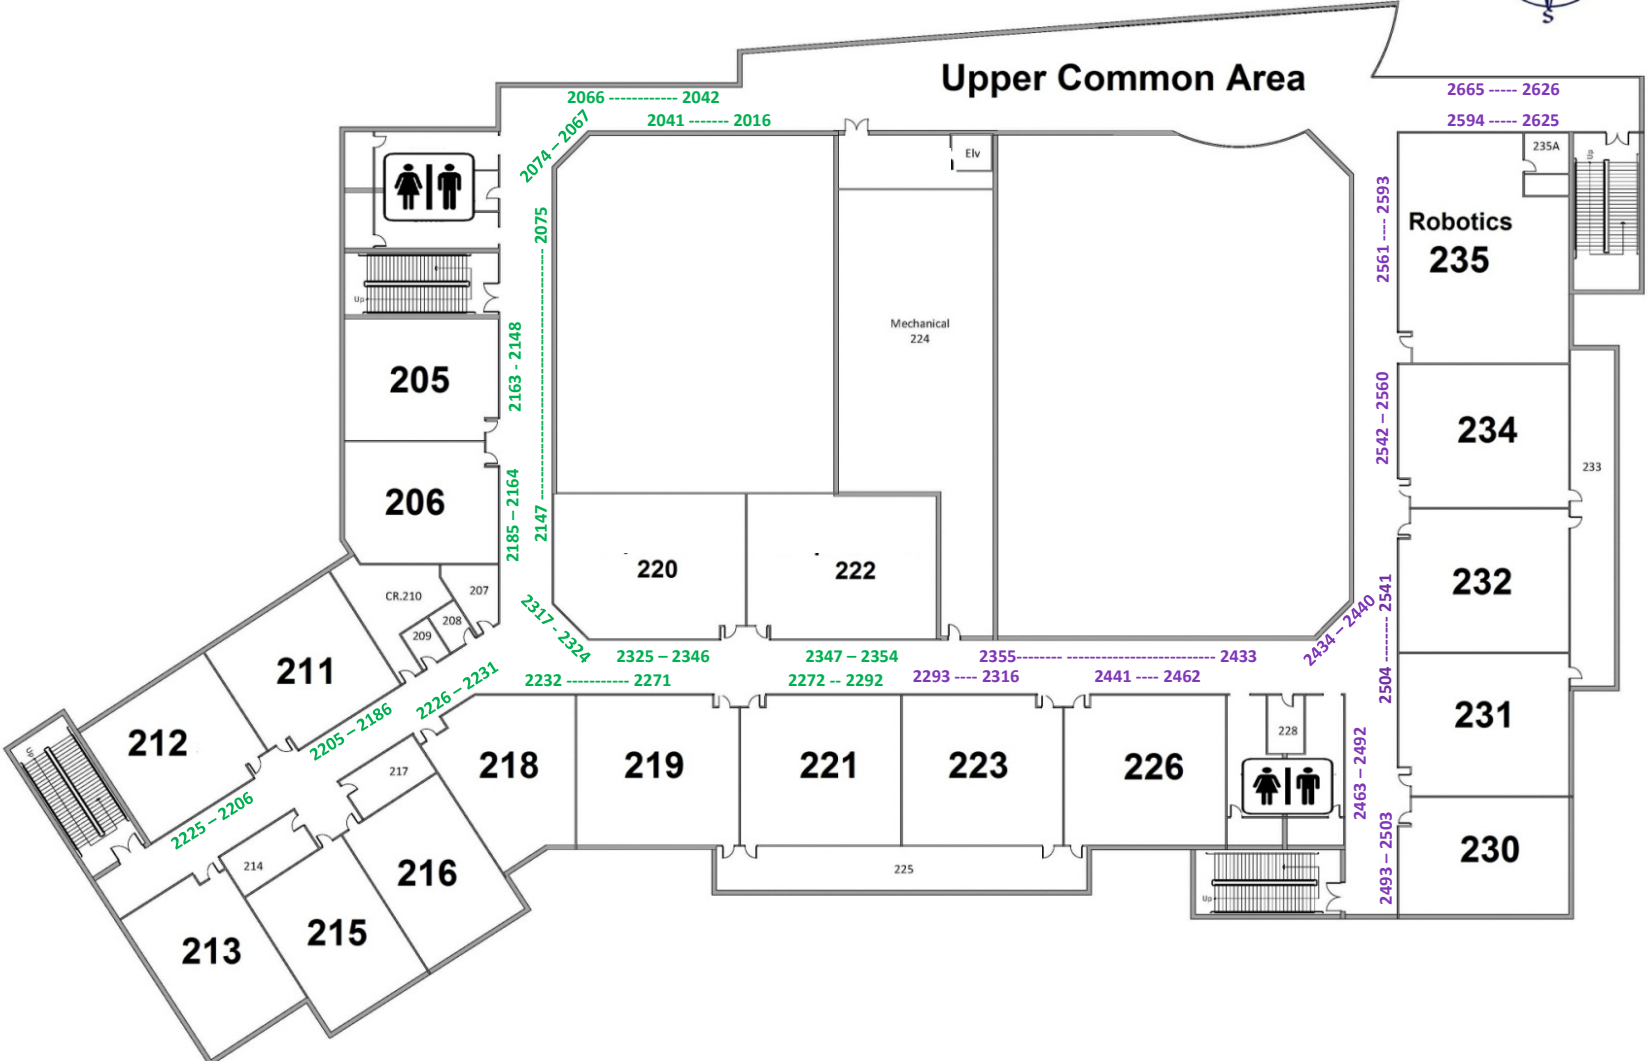 S
Upper Common Area
2066 ------------ 2042
2041 ------- 2016
2074 – 2067
2665 ----- 2626
2594 ----- 2625
Elv
235A
Up
2147 ---------------------------------- 2075
2561 ---- 2593
Robotics
235
Up
Mechanical
224
205
2163 - 2148
2542 – 2560
234
233
206
2185 – 2164
220
222
232
2504 --------- 2541
CR.210
207
208
209
2317 - 2324
2434 – 2440
211
2325 – 2346
2347 – 2354
2355-------- -------------------------- 2433
2232 ----------- 2271
2272 -- 2292
2293 ---- 2316
2441 ---- 2462
2226 – 2231
2205 – 2186
212
Up
217
218
219
221
223
226
228
2463 – 2492
231
2225 – 2206
214
216
225
2493 – 2503
230
Up
215
213